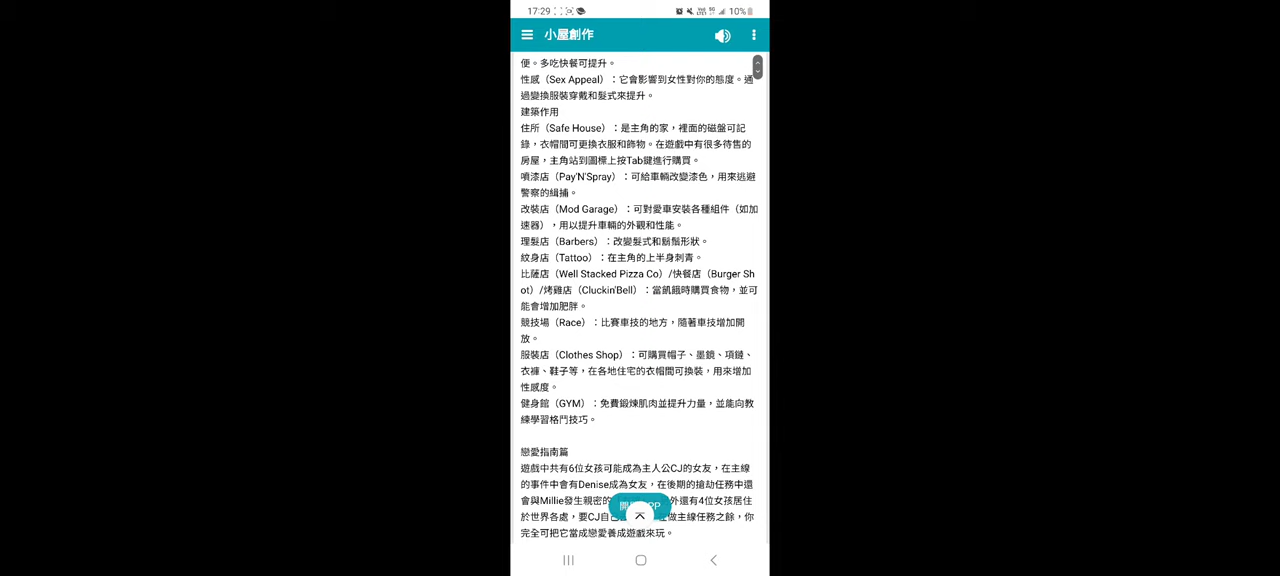 17:29
10%
小屋創作
便。多吃快餐可提升。
性感（Sex Appeal）：它會影響到女性對你的態度。通
過變換服裝穿戴和髮式來提升。
建築作用
住所（Safe House）：是主角的家，裡面的磁盤可記
錄，衣帽間可更換衣服和飾物。在遊戲中有很多待售的
房屋，主角站到圖標上按Tab鍵進行購買。
噴漆店（Pay'N'Spray）：可給車輛改變漆色，用來逃避
警察的緝捕。
改裝店（Mod Garage）：可對愛車安裝各種組件（如加
速器），用以提升車輛的外觀和性能。
理髮店（Barbers）：改變髮式和鬍鬚形狀。
紋身店（Tattoo）：在主角的上半身刺青。
比薩店（Well Stacked Pizza Co）/快餐店（Burger Sh
ot）/烤雞店（Cluckin'Bell）：當飢餓時購買食物，並可
能會增加肥胖。
競技場（Race）：比賽車技的地方，隨著車技增加開
放。
服裝店（Clothes Shop）：可購買帽子、墨鏡、項鏈、
衣褲、鞋子等，在各地住宅的衣帽間可換裝，用來增加
性感度。
健身館（GYM）：免費鍛煉肌肉並提升力量，並能向教
練學習格鬥技巧。
戀愛指南篇
遊戲中共有6位女孩可能成為主人公CJ的女友，在主線
的事件中會有Denise成為女友，在後期的搶劫任務中還
會與Millie發生親密的 外還有4位女孩居住
於世界各處，要CJ自己 在做主線任務之餘，你
完全可把它當成戀愛養成遊戲來玩。